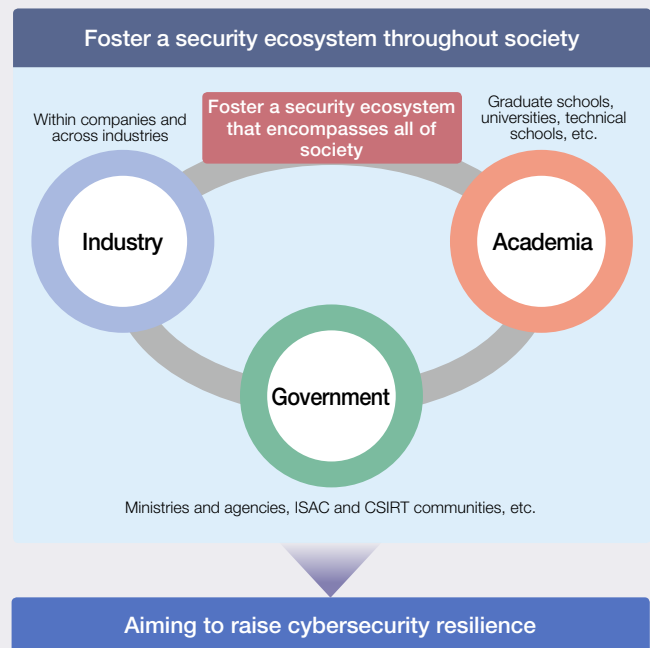 Foster a security ecosystem throughout society
Within companies and
across industries
Foster a security ecosystem
that encompasses all of
society
Graduate schools,
universities, technical
schools, etc.
Industry
Academia
Government
Ministries and agencies, ISAC and CSIRT communities, etc.
Aiming to raise cybersecurity resilience